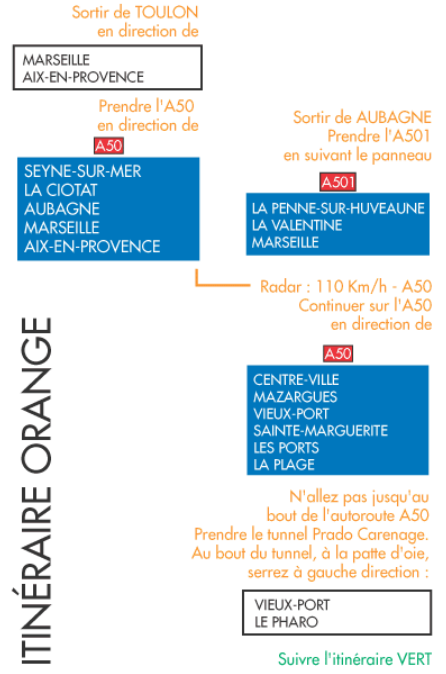 Sortir de TOULON
en direction de
MARSEILLE
AIX-EN-PROVENCE
Prendre l'A50
en direction de
A50
SEYNE-SUR-MER
LA CIOTAT
AUBAGNE
MARSEILLE
AIX-EN-PROVENCE
Sortir de AUBAGNE
Prendre l'A501
en suivant le panneau
A501
LA PENNE-SUR-HUVEAUNE
LA VALENTINE
MARSEILLE
Radar : 110 Km/h - A50
Continuer sur l'A50
en direction de
A50
CENTRE-VILLE
MAZARGUES
VIEUX-PORT
SAINTE-MARGUERITE
LES PORTS
LA PLAGE
N'allez pas jusqu'au
bout de l'autoroute A50
Prendre le tunnel Prado Carenage.
Au bout du tunnel, à la patte d'oie,
serrez à gauche direction :
VIEUX-PORT
LE PHARO
Suivre l'itinéraire VERT
ITINÉRAIRE ORANGE